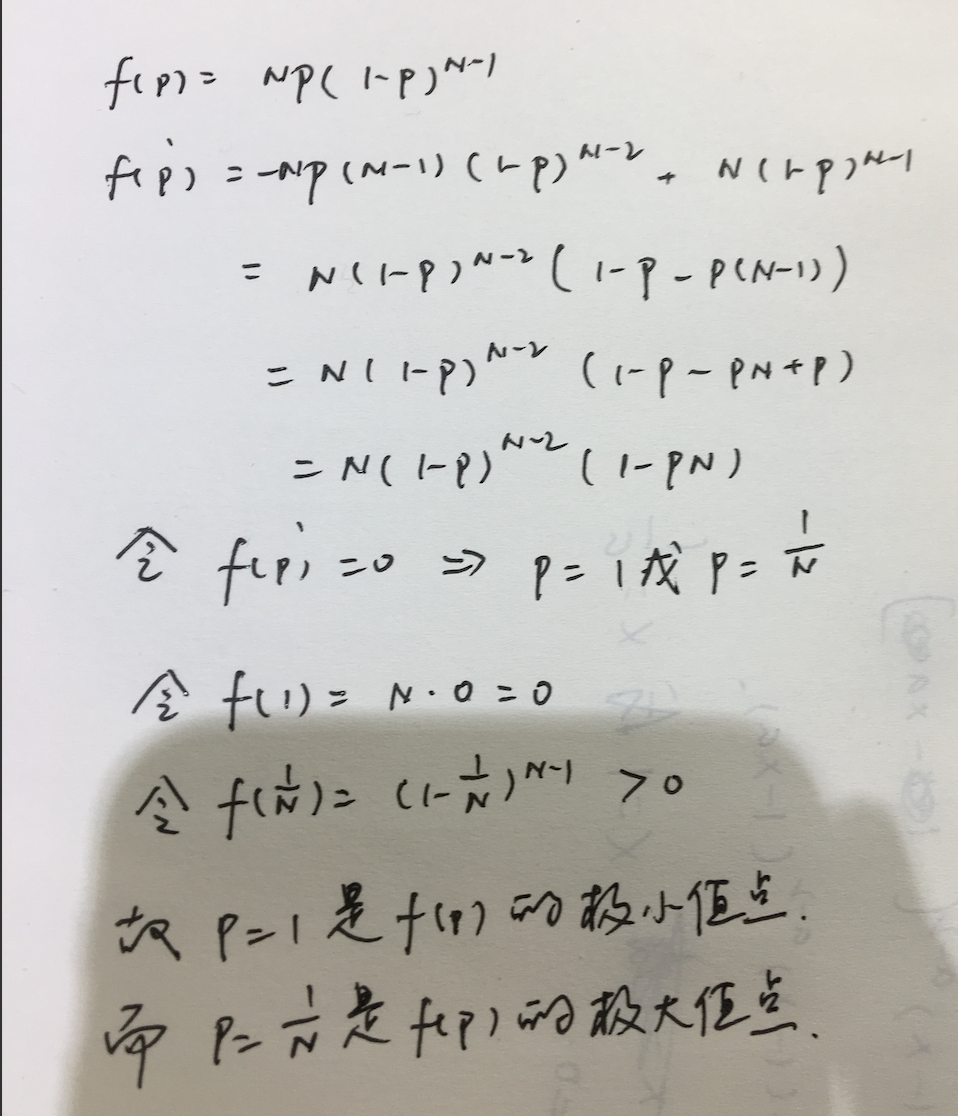 f(p) = Np(1-p)^{N-1}
f(p)' = -Np(N-1)(1-p)^{N-2} + N(1-p)^{N-1}
= N(1-p)^{N-2}(1-p-p(N-1))
= N(1-p)^{N-2}(1-p-pN+p)
= N(1-p)^{N-2}(1-pN)
令 f(p)' = 0 ⇒ p = 1 或 p = \frac{1}{N}
令 f(1) = N·0 = 0
令 f(\frac{1}{N}) = (1-\frac{1}{N})^{N-1} > 0
故 p=1 是 f(p) 的极小值点.
而 p=\frac{1}{N} 是 f(p) 的极大值点.